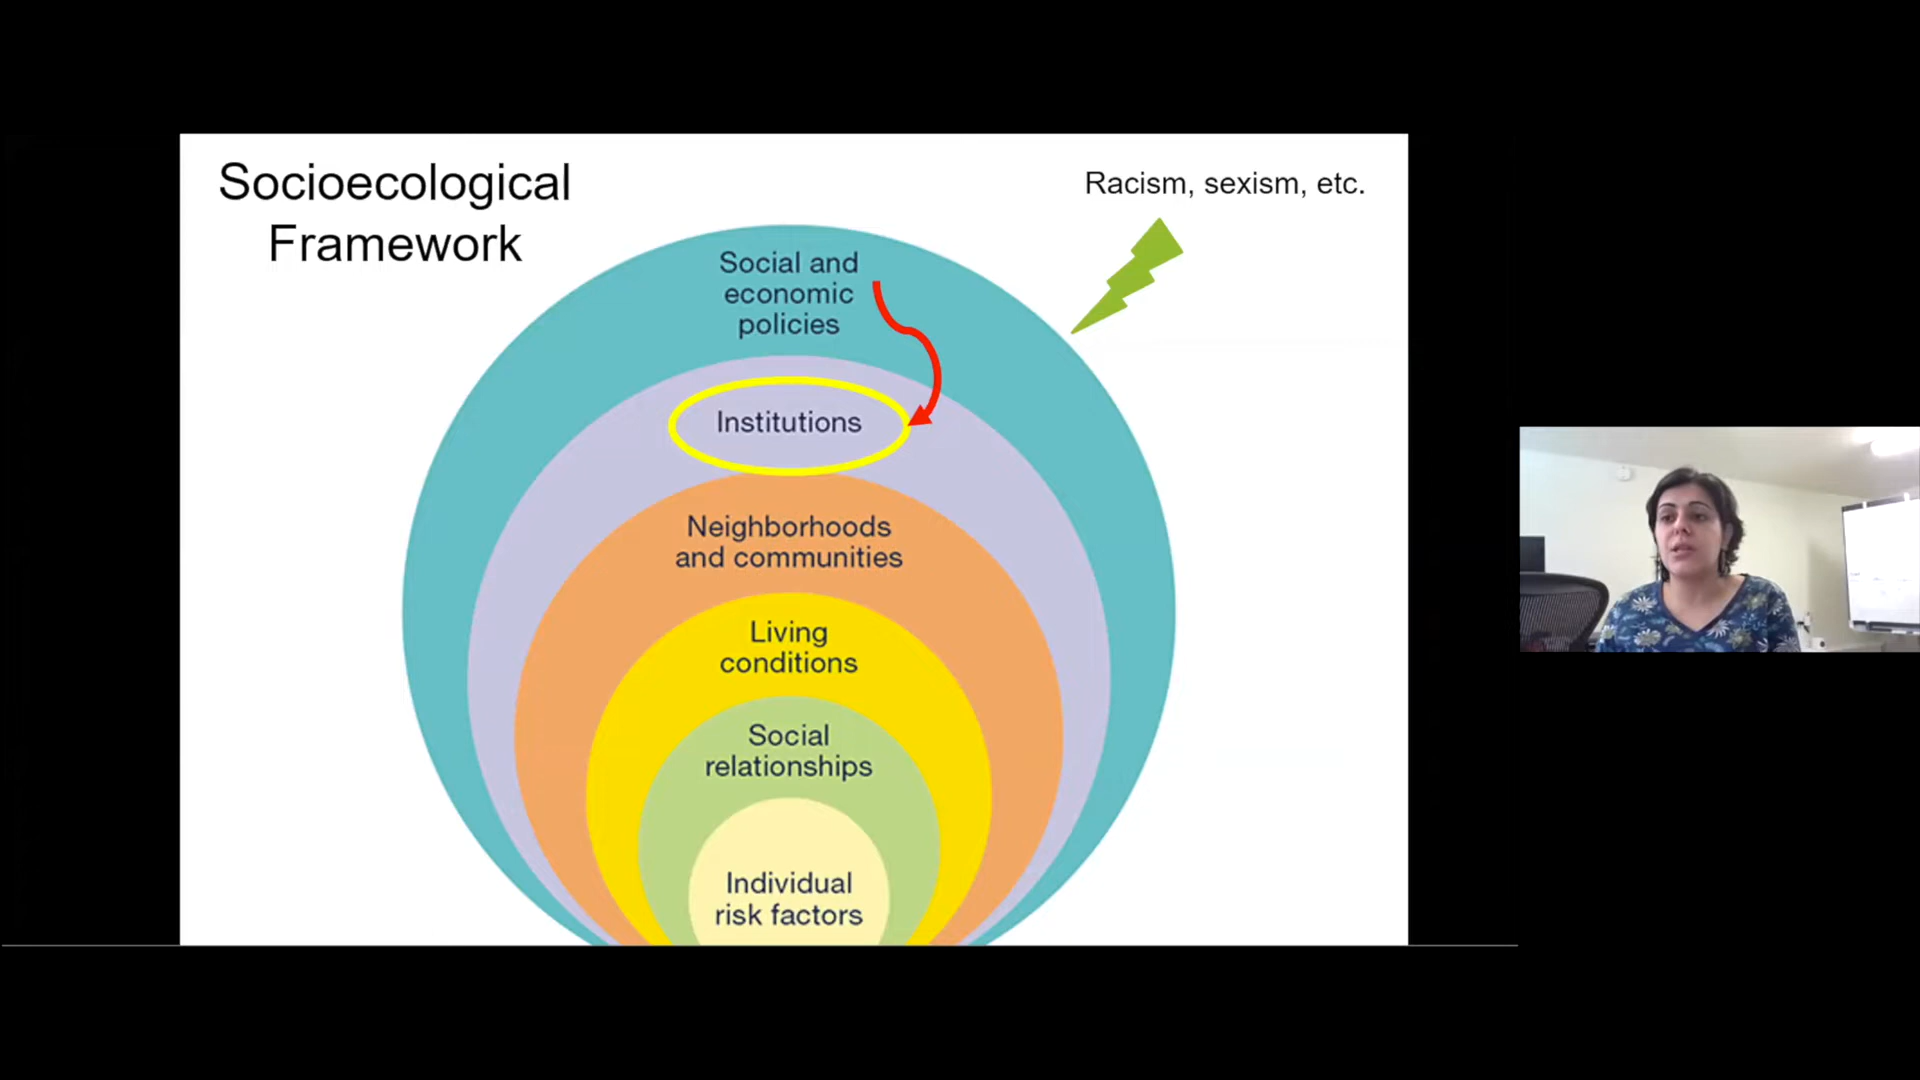 Socioecological
Framework
Racism, sexism, etc.
Social and
economic
policies
Institutions
Neighborhoods
and communities
Living
conditions
Social
relationships
Individual
risk factors